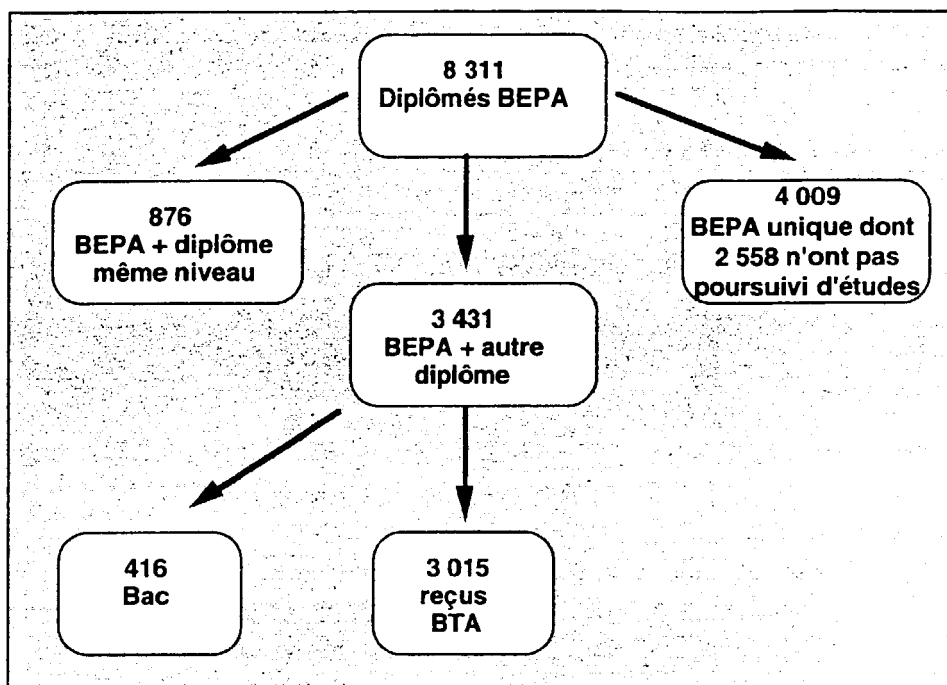 8 311
Diplômés BEPA
876
BEPA + diplôme
même niveau
4 009
BEPA unique dont
2 558 n'ont pas
poursuivi d'études
3 431
BEPA + autre
diplôme
416
Bac
3 015
reçus
BTA